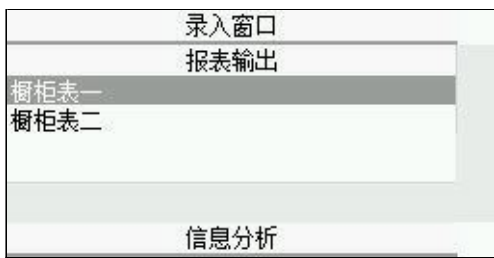 录入窗口
报表输出
橱柜表一
橱柜表二
信息分析